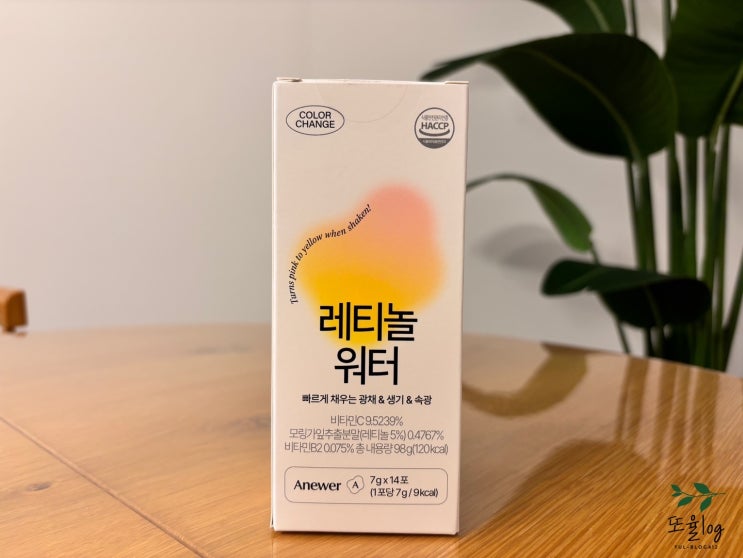 COLOR
CHANGE
HACCP
Turns pink to yellow when shaken!
레티놀
워터
빠르게 채우는 광채 & 생기 & 속광
비타민C 9.5239%
모링가잎추출분말(레티놀 5%) 0.4767%
비타민B2 0.075% 총 내용량 98g(120kcal)
Anewer A
7g x 14포
(1포당 7g / 9kcal)
또율log
YUL-BLOGA12